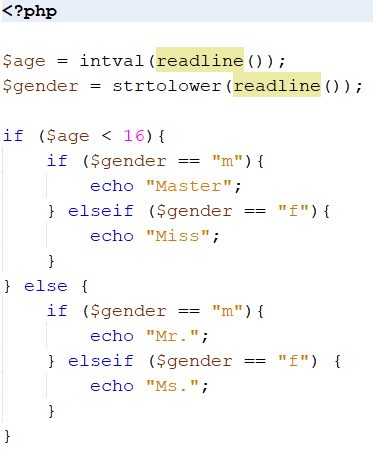 <?php
$age = intval(readline());
$gender = strtolower(readline());
if ($age < 16){
    if ($gender == "m"){
        echo "Master";
    } elseif ($gender == "f"){
        echo "Miss";
    }
} else {
    if ($gender == "m"){
        echo "Mr.";
    } elseif ($gender == "f") {
        echo "Ms.";
    }
}